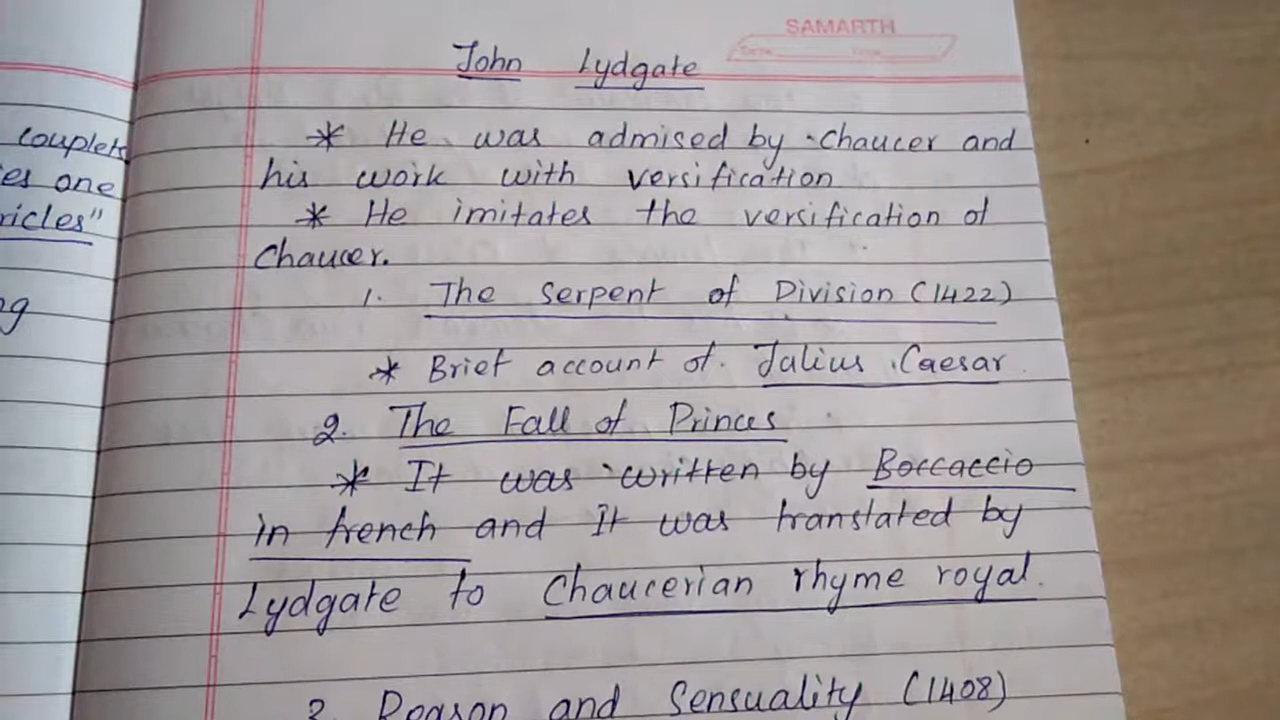 SAMARTH
John Lydgate
couplets
es one
ricles"
* He was admised by Chaucer and
his work with versification
* He imitates the versification of
Chaucer.
1. The Serpent of Division (1422)
* Brief account of. Julius Caesar
2. The Fall of Princes
* It was written by Boccaccio
in french and It was translated by
Lydgate to Chaucerian rhyme royal.
3. Reason and Sensuality (1408)